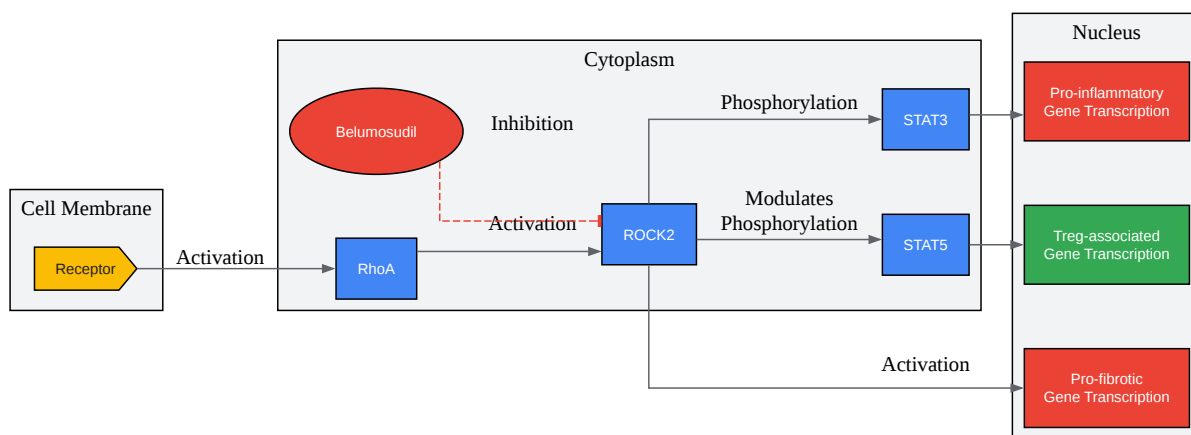 Nucleus
Cytoplasm
Pro-inflammatory
Gene Transcription
Phosphorylation
STAT3
Inhibition
Belumosudil
Cell Membrane
Modulates
Phosphorylation
Activation
ROCK2
STAT5
Treg-associated
Gene Transcription
Activation
Receptor
RhoA
Activation
Pro-fibrotic
Gene Transcription